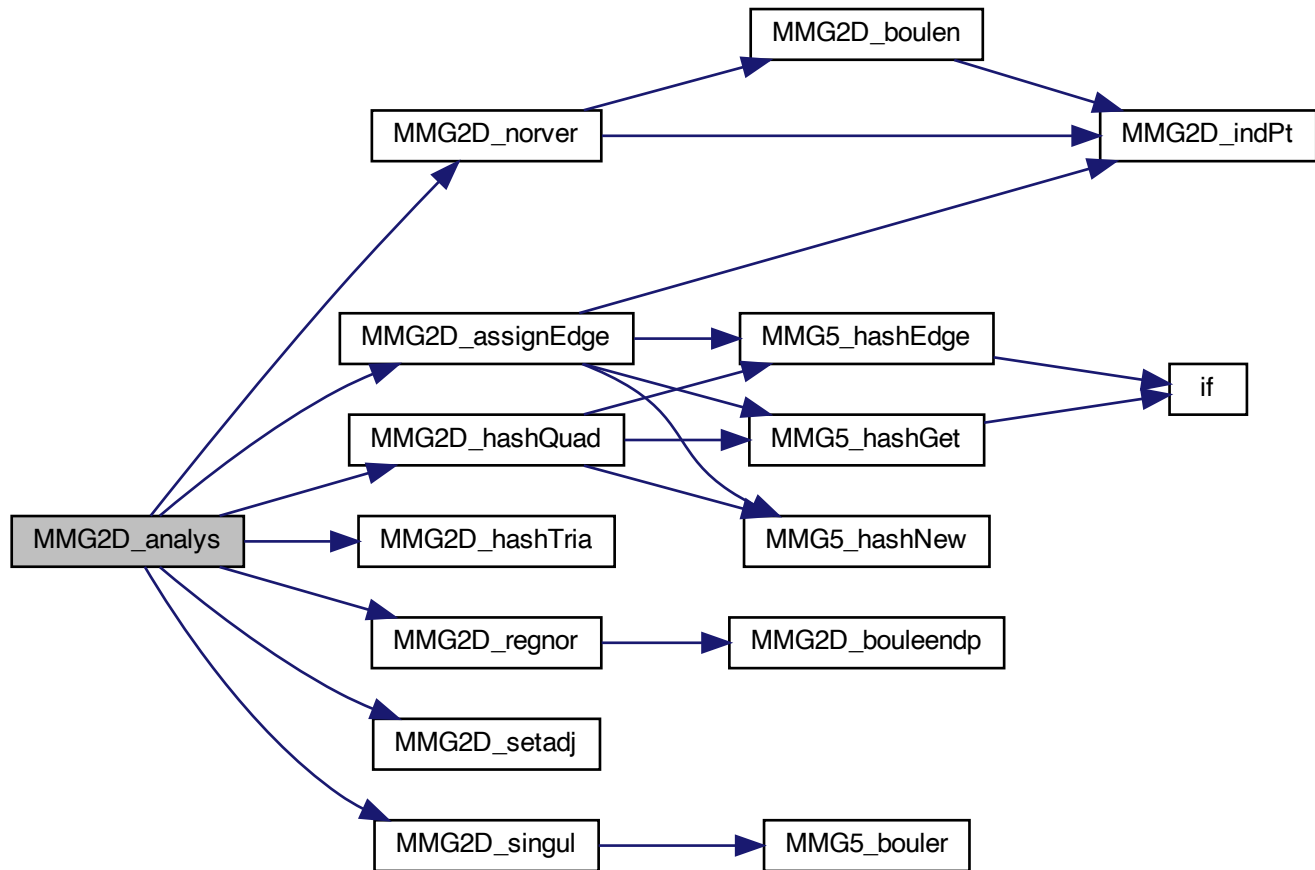 MMG2D_boulen
MMG2D_norver
MMG2D_indPt
MMG2D_assignEdge
MMG5_hashEdge
if
MMG2D_hashQuad
MMG5_hashGet
MMG2D_analys
MMG2D_hashTria
MMG5_hashNew
MMG2D_regnor
MMG2D_bouleendp
MMG2D_setadj
MMG2D_singul
MMG5_bouler